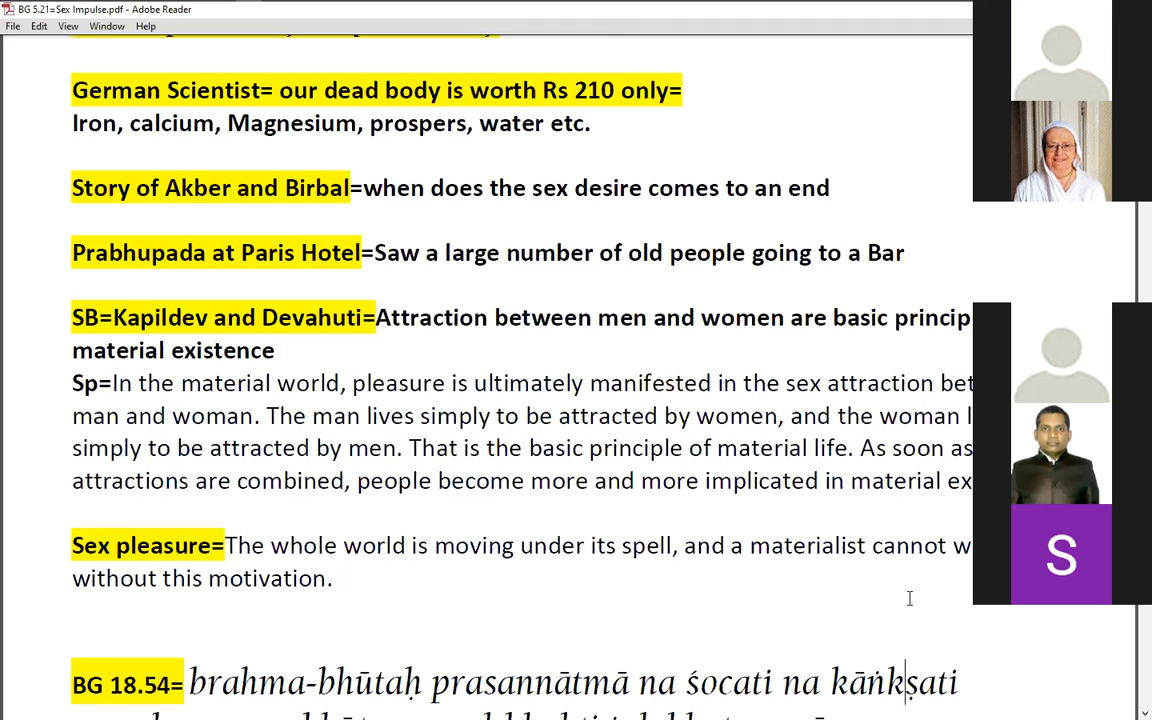 BG 5.21=Sex Impulse.pdf - Adobe Reader
File Edit View Window Help
German Scientist= our dead body is worth Rs 210 only=
Iron, calcium, Magnesium, prospers, water etc.
Story of Akber and Birbal=when does the sex desire comes to an end
Prabhupada at Paris Hotel=Saw a large number of old people going to a Bar
SB=Kapildev and Devahuti=Attraction between men and women are basic princip
material existence
Sp=In the material world, pleasure is ultimately manifested in the sex attraction bet
man and woman. The man lives simply to be attracted by women, and the woman l
simply to be attracted by men. That is the basic principle of material life. As soon as
attractions are combined, people become more and more implicated in material ex
S
Sex pleasure=The whole world is moving under its spell, and a materialist cannot w
without this motivation.
BG 18.54= brahma-bhūtaḥ prasannātmā na śocati na kāṅkṣati